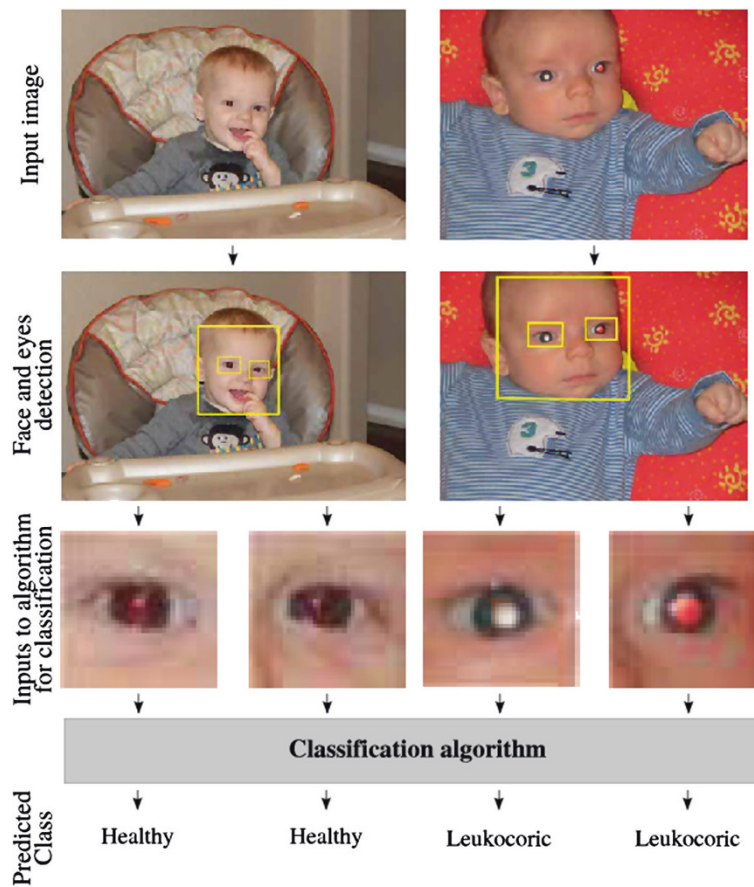 Input image
Face and eyes
detection
Inputs to algorithm
for classification
Classification algorithm
Predicted
Class
Healthy
Healthy
Leukocoric
Leukocoric
3
3